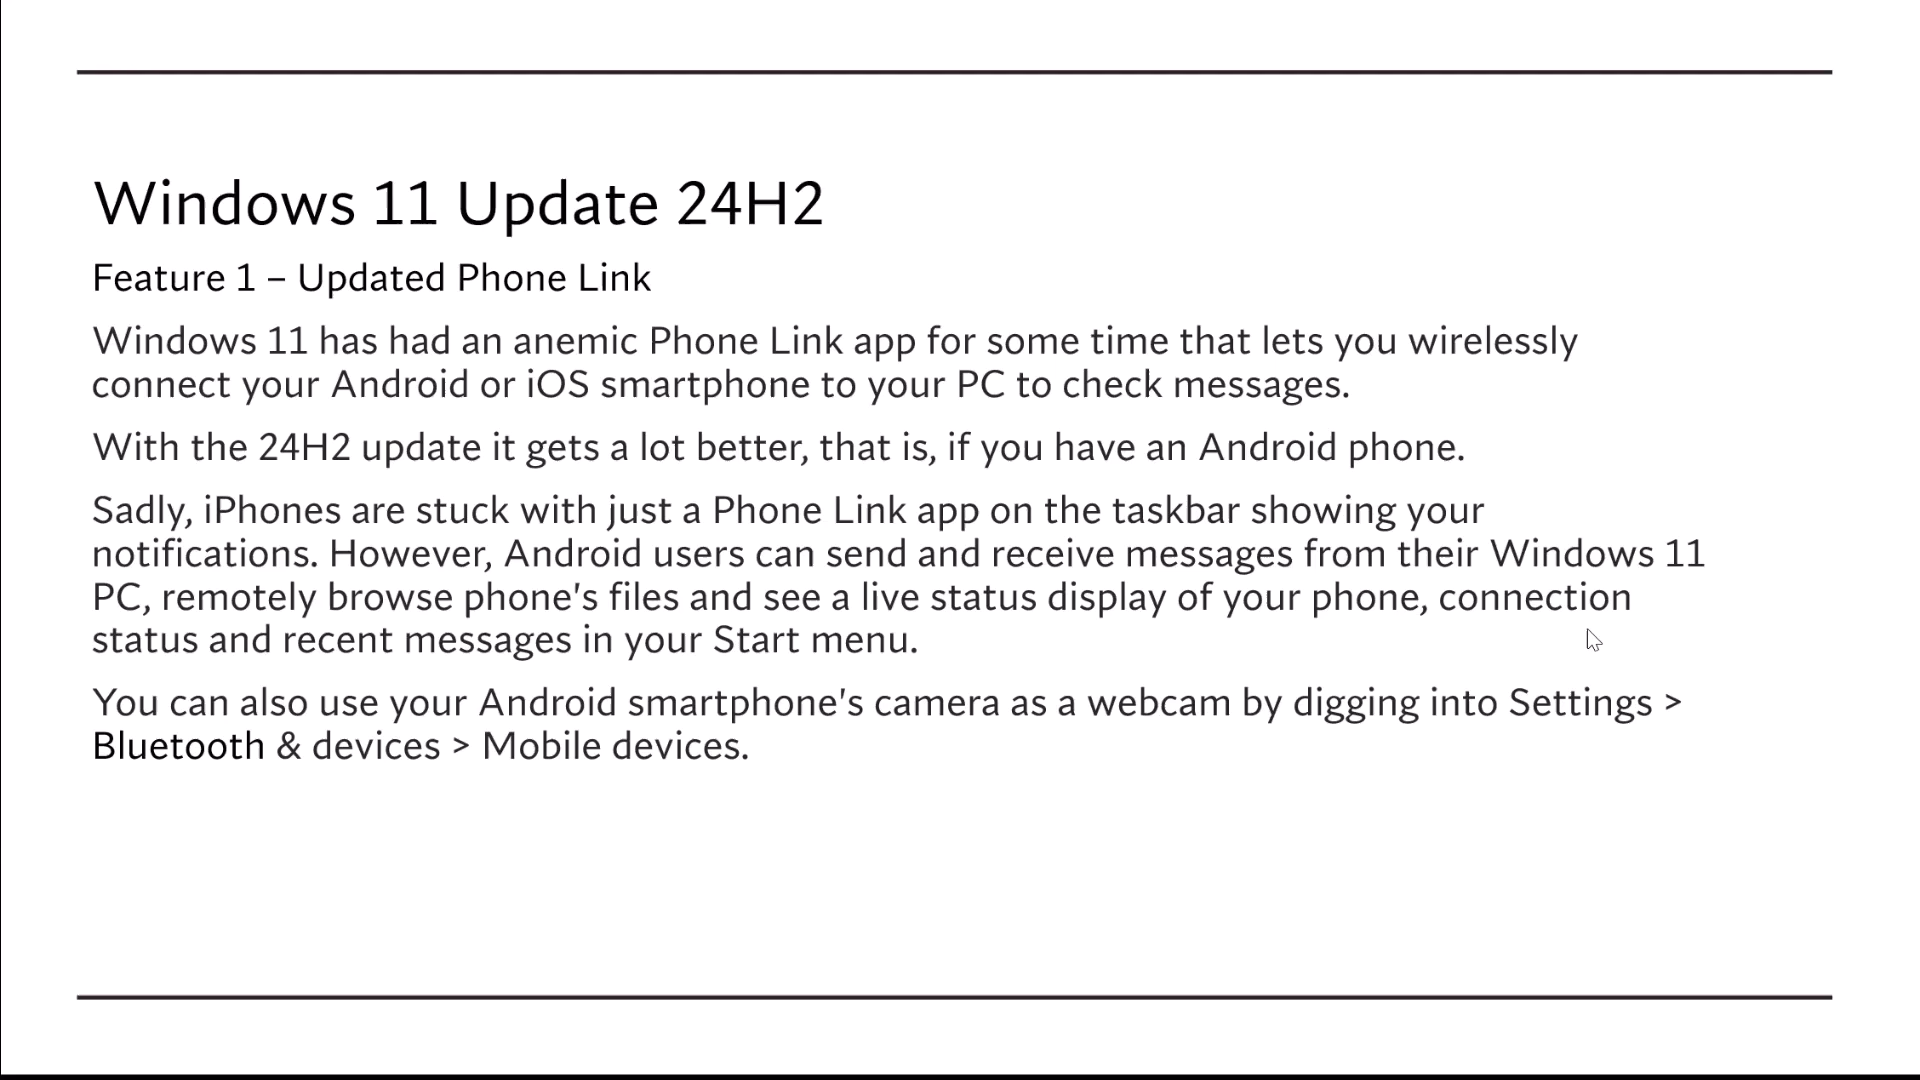 Windows 11 Update 24H2
Feature 1 – Updated Phone Link
Windows 11 has had an anemic Phone Link app for some time that lets you wirelessly
connect your Android or iOS smartphone to your PC to check messages.
With the 24H2 update it gets a lot better, that is, if you have an Android phone.
Sadly, iPhones are stuck with just a Phone Link app on the taskbar showing your
notifications. However, Android users can send and receive messages from their Windows 11
PC, remotely browse phone's files and see a live status display of your phone, connection
status and recent messages in your Start menu.
You can also use your Android smartphone's camera as a webcam by digging into Settings >
Bluetooth & devices > Mobile devices.